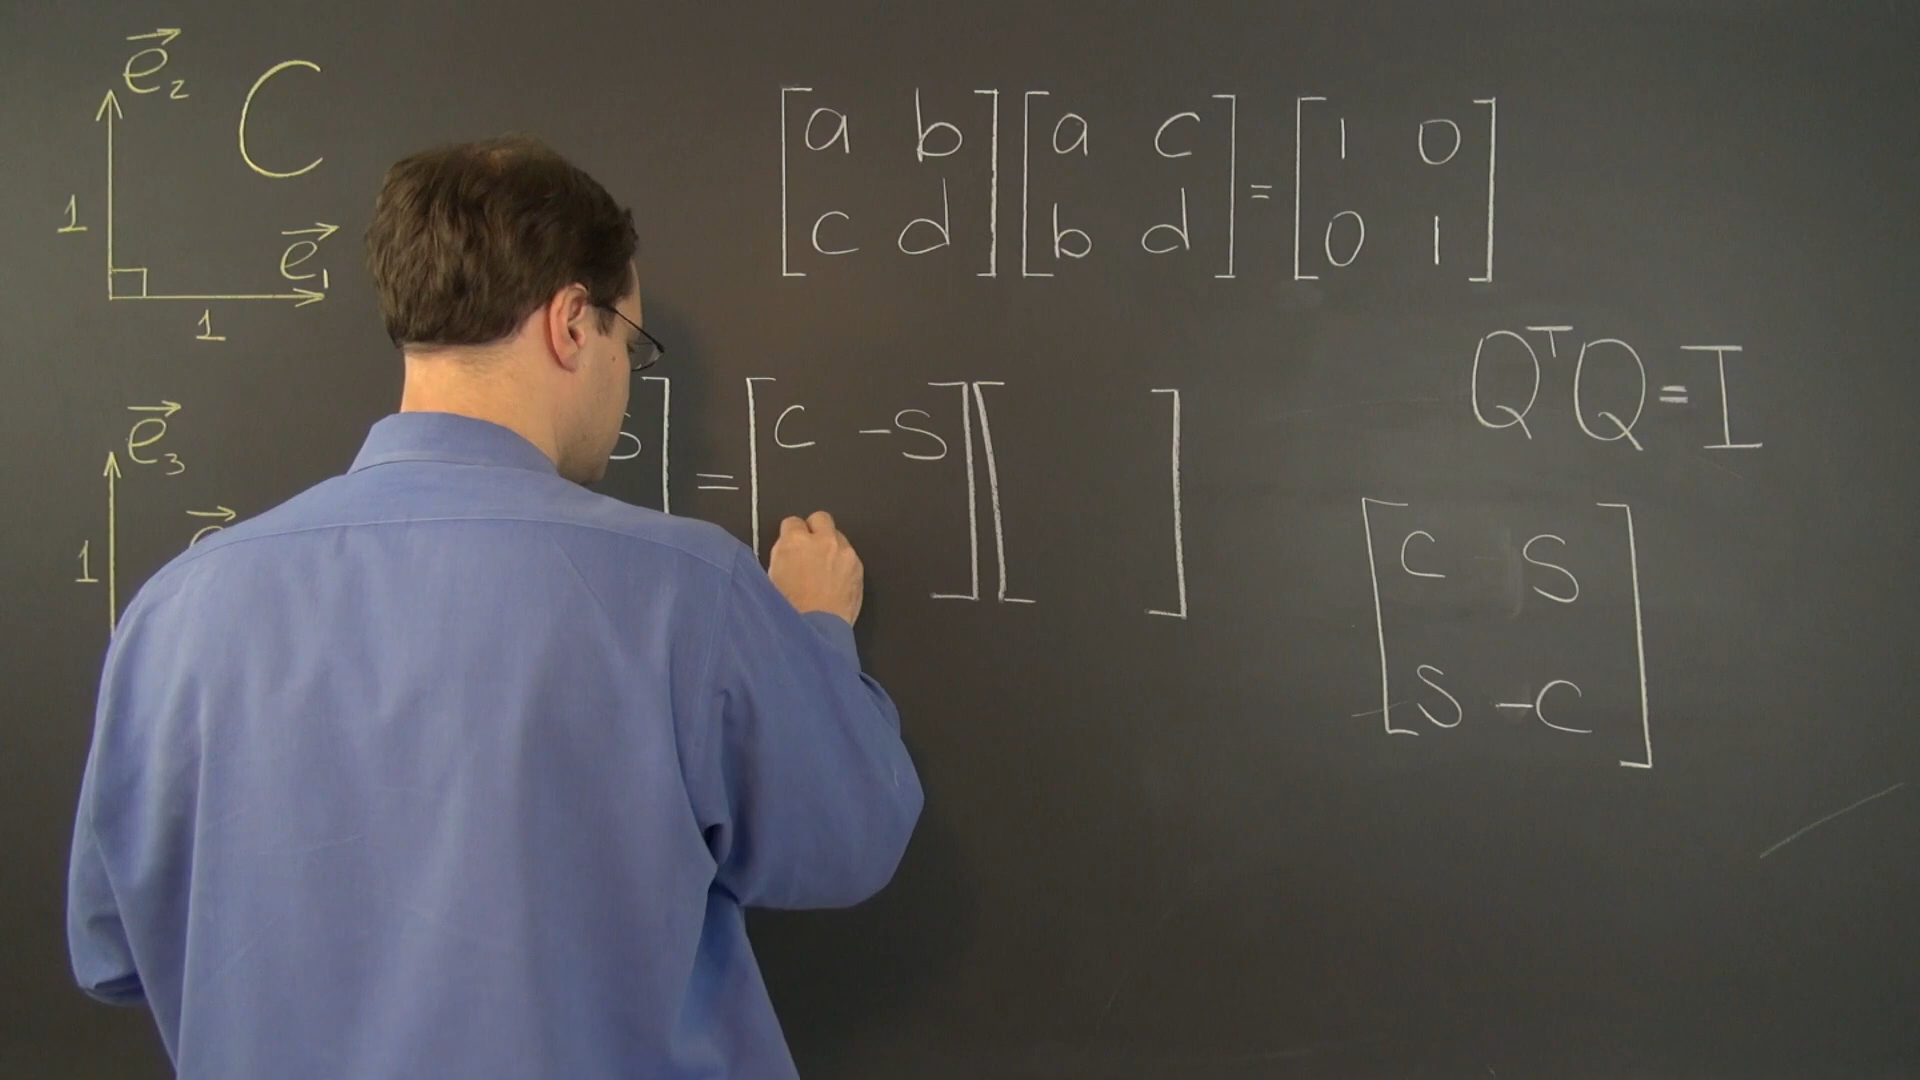 e₂ C
1
e₁
1
[a b] [a c] = [1 0]
[c d] [b d] [0 1]
QᵀQ=I
e₃
1
S] = [C -S][ ]
[C S]
[S -C]